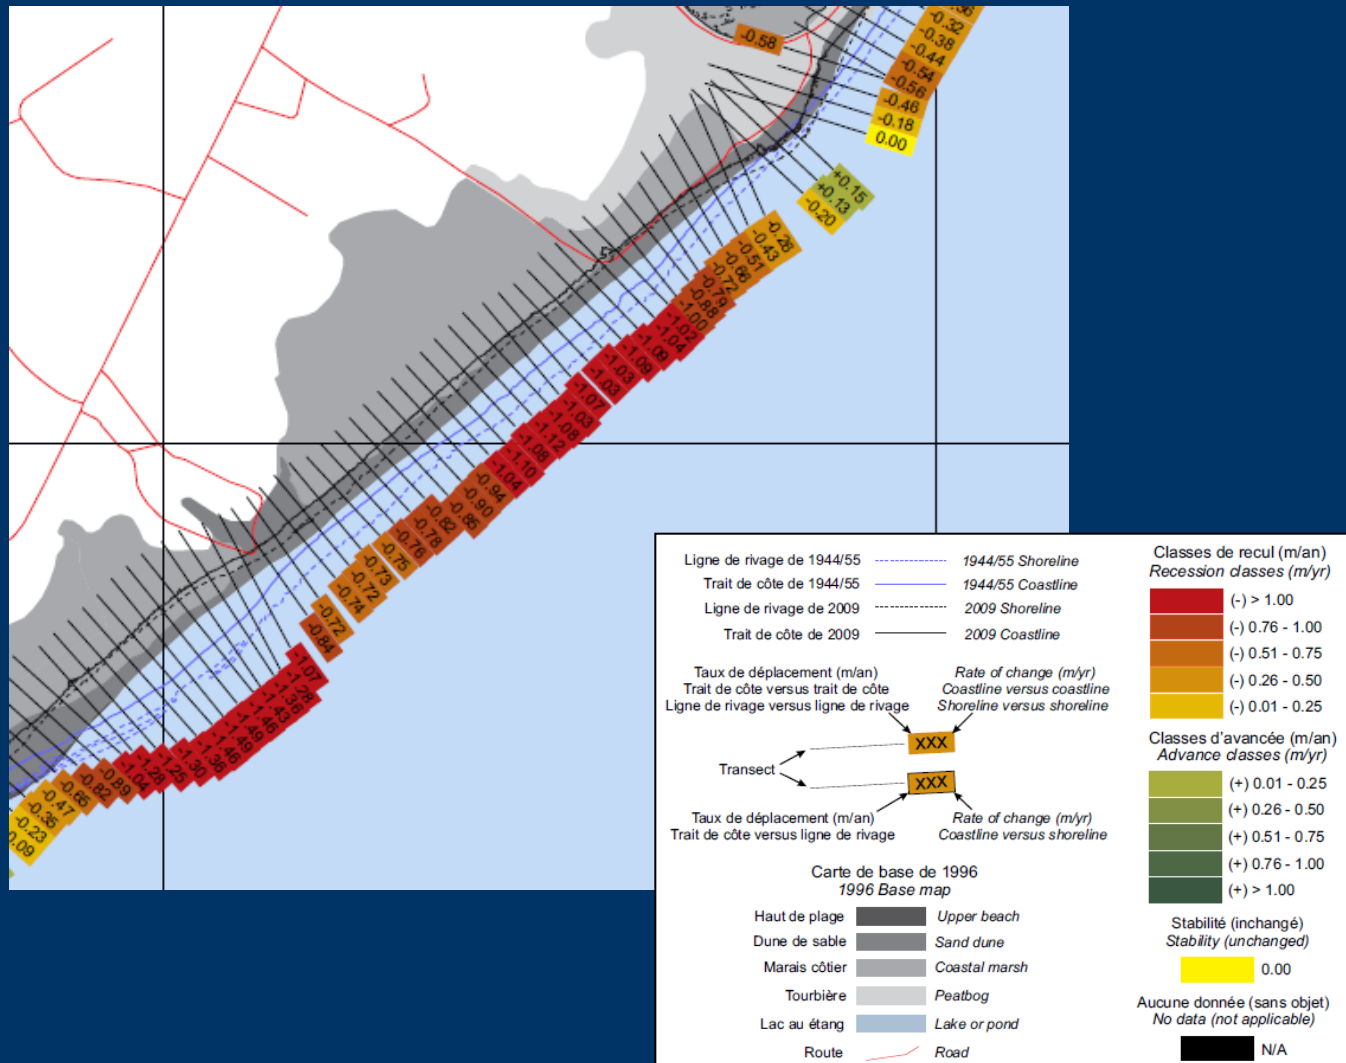 -0.32
-0.38
-0.44
-0.54
-0.56
-0.46
-0.18
0.00
-0.58
+0.15
+0.13
-0.20
-0.26
-0.43
-0.51
-0.66
-0.72
-0.79
-0.88
-1.00
-1.02
-1.04
-1.09
-1.09
-1.03
-1.03
-1.07
-1.03
-1.08
-1.12
-1.08
-1.10
-1.04
-0.94
-0.90
-0.85
-0.82
-0.78
-0.76
-0.75
-0.73
-0.72
-0.74
-0.72
-0.84
-1.07
-1.28
-1.36
-1.43
-1.46
-1.49
-1.49
-1.46
-1.36
-1.30
-1.25
-1.28
-1.04
-0.89
-0.82
-0.65
-0.47
-0.35
-0.23
0.09
Ligne de rivage de 1944/55 1944/55 Shoreline
Trait de côte de 1944/55 1944/55 Coastline
Ligne de rivage de 2009 2009 Shoreline
Trait de côte de 2009 2009 Coastline
Taux de déplacement (m/an) Rate of change (m/yr)
Trait de côte versus trait de côte Coastline versus coastline
Ligne de rivage versus ligne de rivage Shoreline versus shoreline
XXX
Transect
XXX
Taux de déplacement (m/an) Rate of change (m/yr)
Trait de côte versus ligne de rivage Coastline versus shoreline
Carte de base de 1996
1996 Base map
Haut de plage Upper beach
Dune de sable Sand dune
Marais côtier Coastal marsh
Tourbière Peatbog
Lac au étang Lake or pond
Route Road
Classes de recul (m/an)
Recession classes (m/yr)
(-) > 1.00
(-) 0.76 - 1.00
(-) 0.51 - 0.75
(-) 0.26 - 0.50
(-) 0.01 - 0.25
Classes d'avancée (m/an)
Advance classes (m/yr)
(+) 0.01 - 0.25
(+) 0.26 - 0.50
(+) 0.51 - 0.75
(+) 0.76 - 1.00
(+) > 1.00
Stabilité (inchangé)
Stability (unchanged)
0.00
Aucune donnée (sans objet)
No data (not applicable)
N/A